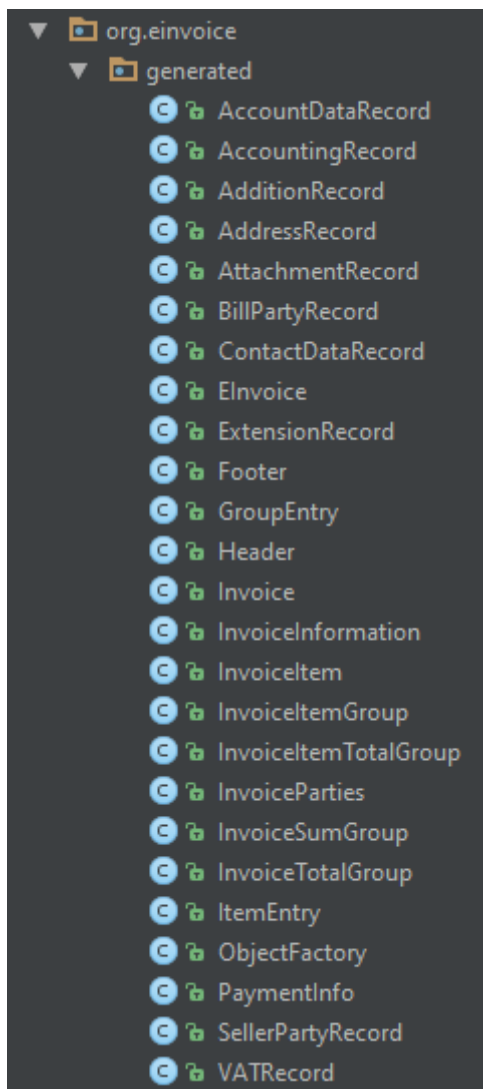 org.einvoice
generated
C AccountDataRecord
C AccountingRecord
C AdditionRecord
C AddressRecord
C AttachmentRecord
C BillPartyRecord
C ContactDataRecord
C EInvoice
C ExtensionRecord
C Footer
C GroupEntry
C Header
C Invoice
C InvoiceInformation
C InvoiceItem
C InvoiceItemGroup
C InvoiceItemTotalGroup
C InvoiceParties
C InvoiceSumGroup
C InvoiceTotalGroup
C ItemEntry
C ObjectFactory
C PaymentInfo
C SellerPartyRecord
C VATRecord